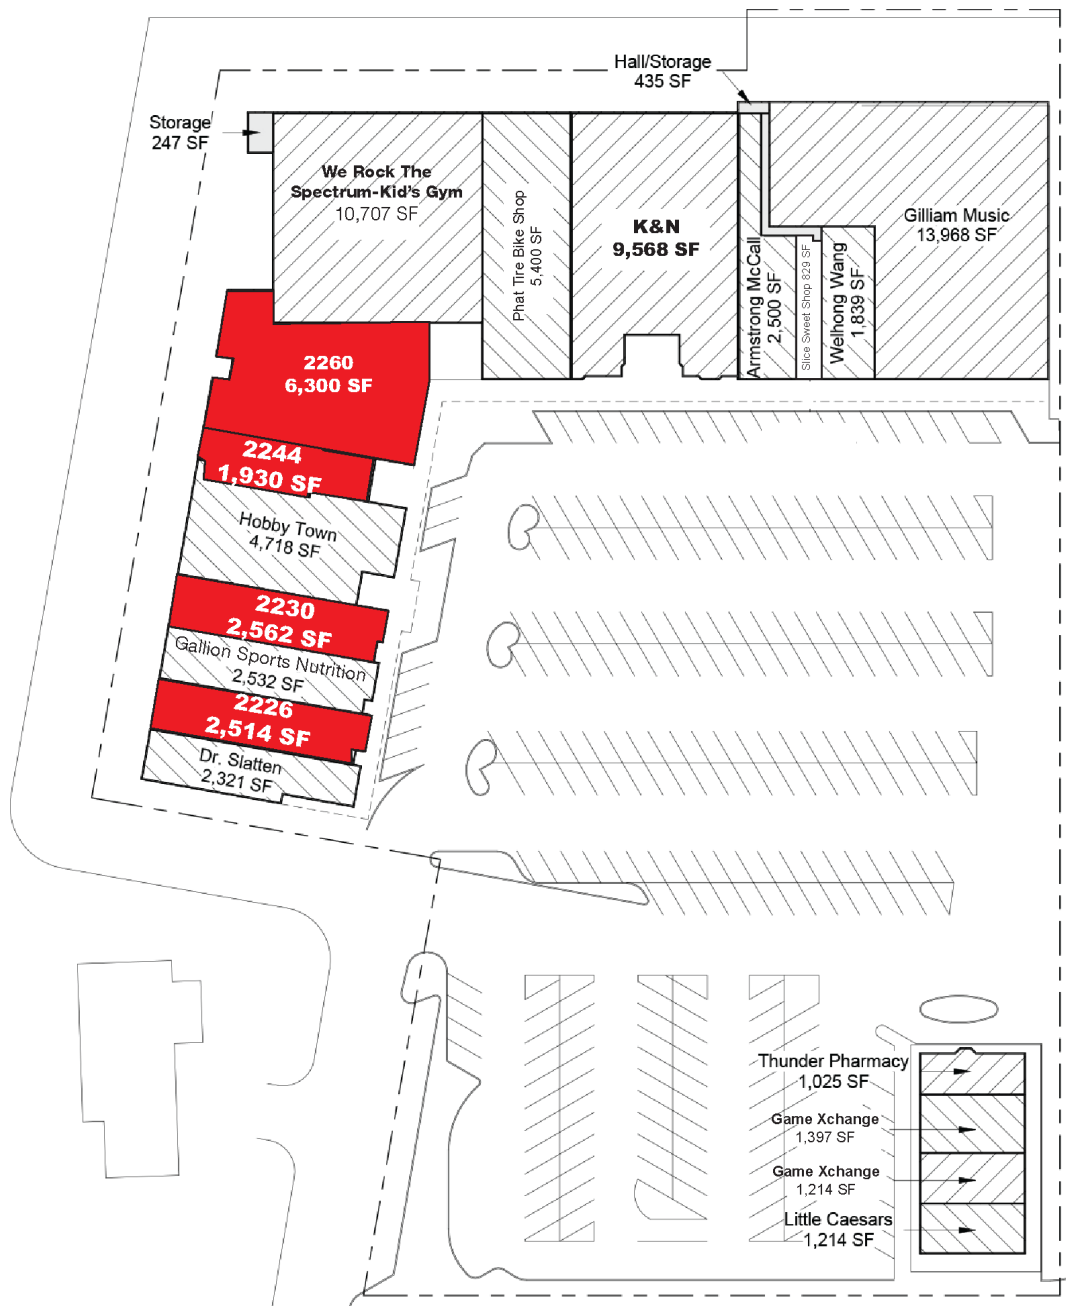 Hall/Storage
435 SF
Storage
247 SF
We Rock The
Spectrum-Kid's Gym
10,707 SF
Phat Tire Bike Shop
5,400 SF
K&N
9,568 SF
Armstrong McCall
2,500 SF
Slice Sweet Shop 829 SF
Welhong Wang
1,839 SF
Gilliam Music
13,968 SF
2260
6,300 SF
2244
1,930 SF
Hobby Town
4,718 SF
2230
2,562 SF
Gallion Sports Nutrition
2,532 SF
2226
2,514 SF
Dr. Slatten
2,321 SF
Thunder Pharmacy
1,025 SF
Game Xchange
1,397 SF
Game Xchange
1,214 SF
Little Caesars
1,214 SF